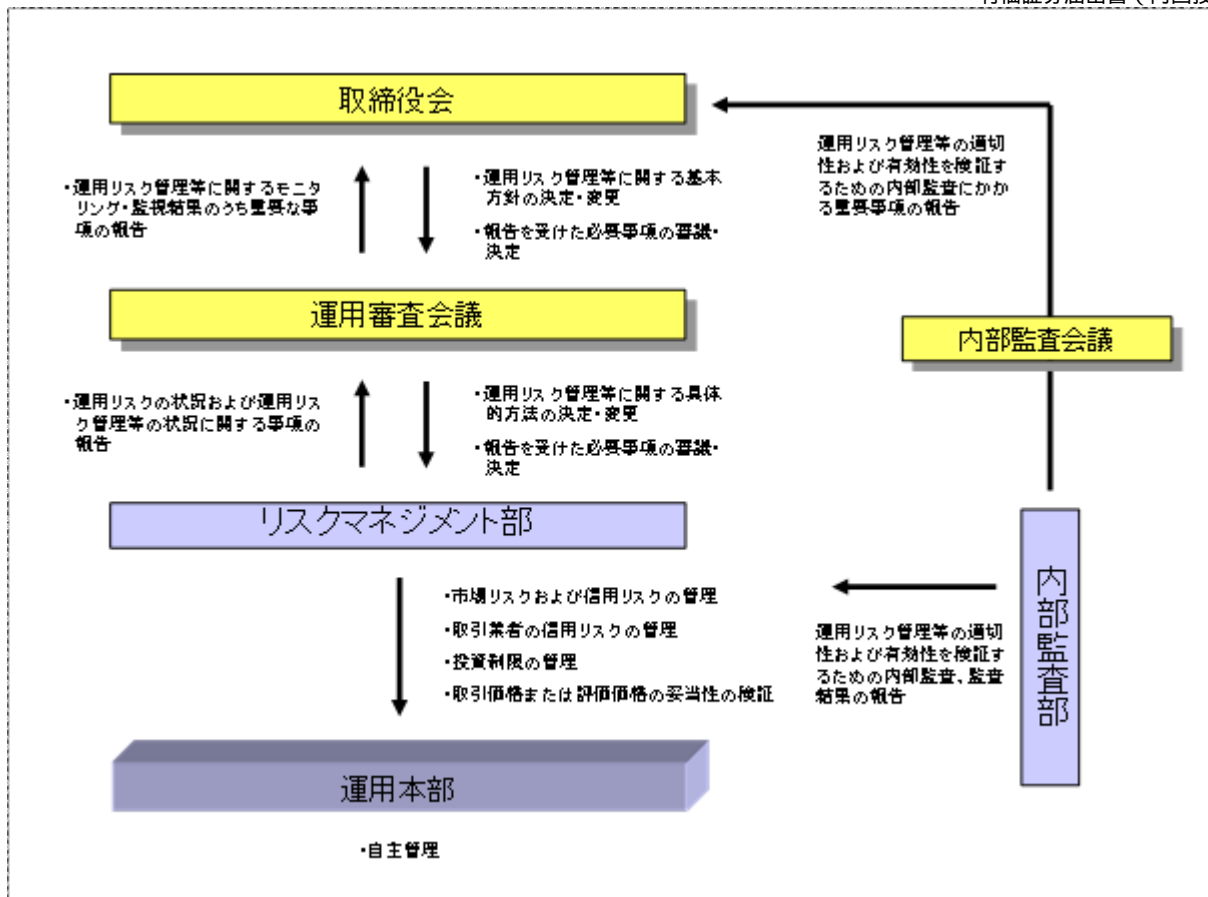 取締役会
・運用リスク管理等に関するモニタ
リング・監視結果のうち重要な事
項の報告
・運用リスク管理等に関する基本
方針の決定・変更
・報告を受けた必要事項の審議・
決定
運用リスク管理等の適切
性および有効性を検証す
るための内部監査にかか
る重要事項の報告
運用審査会議
内部監査会議
・運用リスクの状況および運用リス
ク管理等の状況に関する事項の
報告
・運用リスク管理等に関する具体
的方法の決定・変更
・報告を受けた必要事項の審議・
決定
リスクマネジメント部
・市場リスクおよび信用リスクの管理
・取引業者の信用リスクの管理
・投資制限の管理
・取引価格または評価価格の妥当性の検証
運用リスク管理等の適切
性および有効性を検証す
るための内部監査、監査
結果の報告
内部監査部
運用本部
・自主管理